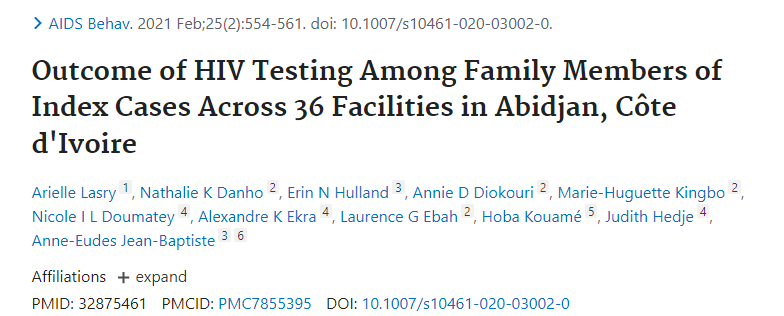 AIDS Behav. 2021 Feb;25(2):554-561. doi: 10.1007/s10461-020-03002-0.
Outcome of HIV Testing Among Family Members of
Index Cases Across 36 Facilities in Abidjan, Côte
d'Ivoire
Arielle Lasry 1, Nathalie K Danho 2, Erin N Hulland 3, Annie D Diokouri 2, Marie-Huguette Kingbo 2,
Nicole I L Doumatey 4, Alexandre K Ekra 4, Laurence G Ebah 2, Hoba Kouamé 5, Judith Hedje 4,
Anne-Eudes Jean-Baptiste 3 6
Affiliations + expand
PMID: 32875461 PMCID: PMC7855395 DOI: 10.1007/s10461-020-03002-0